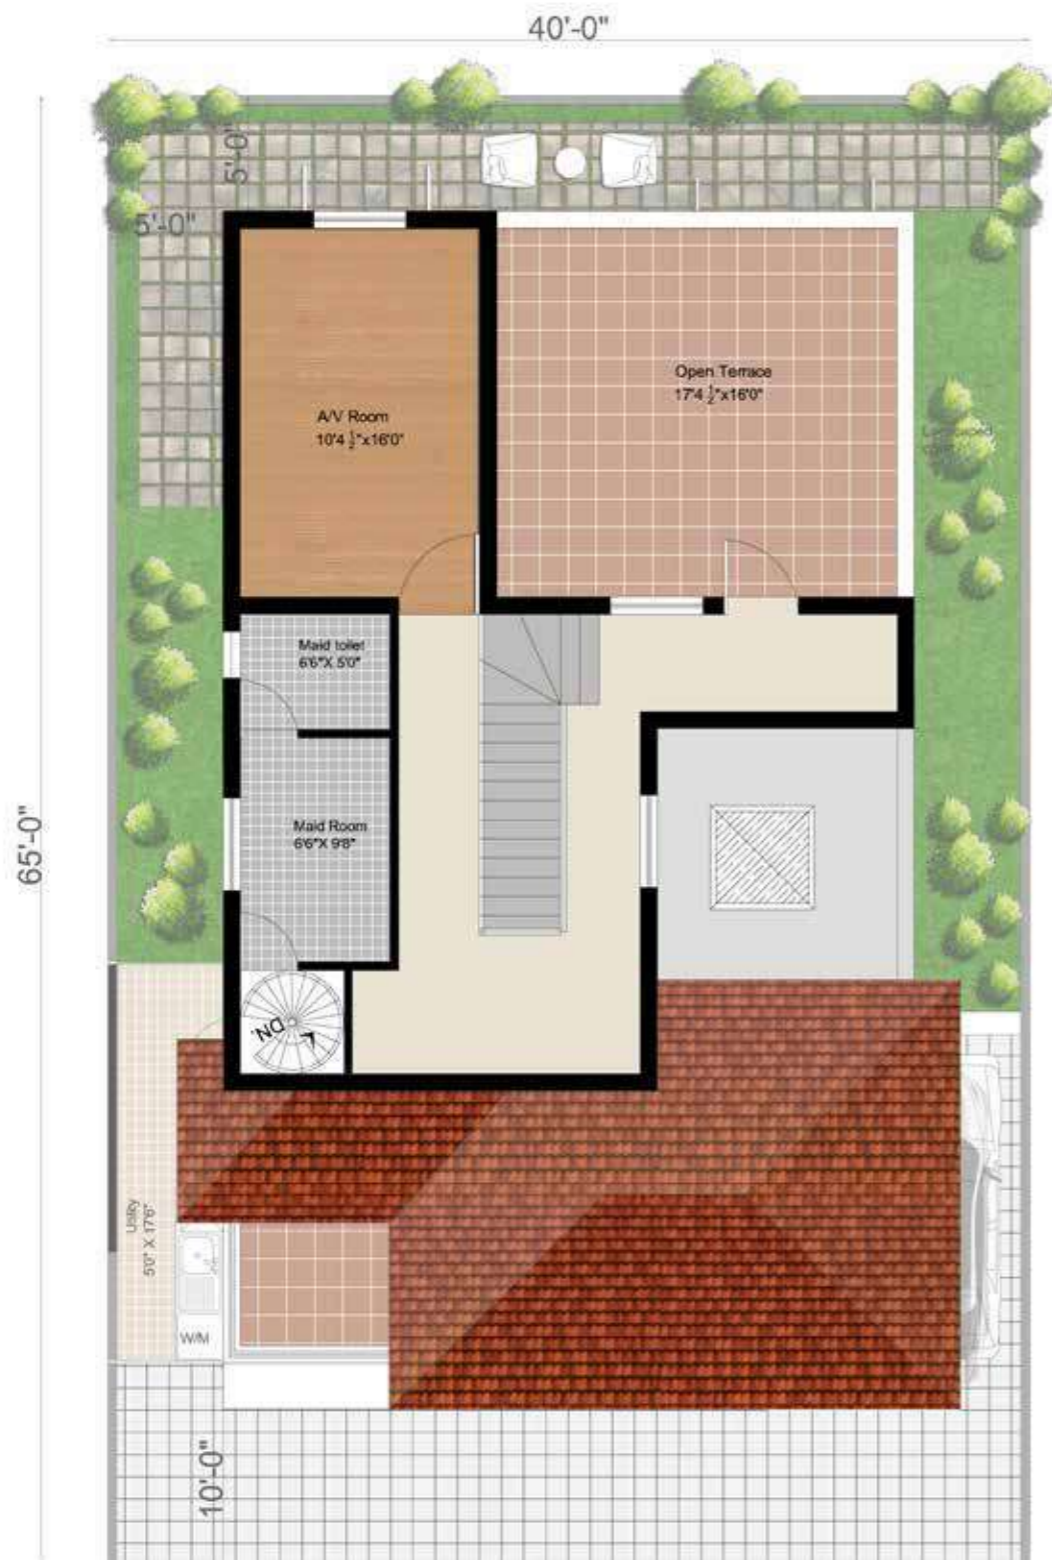 40'-0"
5'-0"
5'-0"
Open Terrace
17'4 ½"x16'0"
A/V Room
10'4 ½"x16'0"
Maid toilet
6'6"X 5'0"
65'-0"
Maid Room
6'6"X 9'8"
DN.
Utility
5'0" X 17'6"
W/M
10'-0"